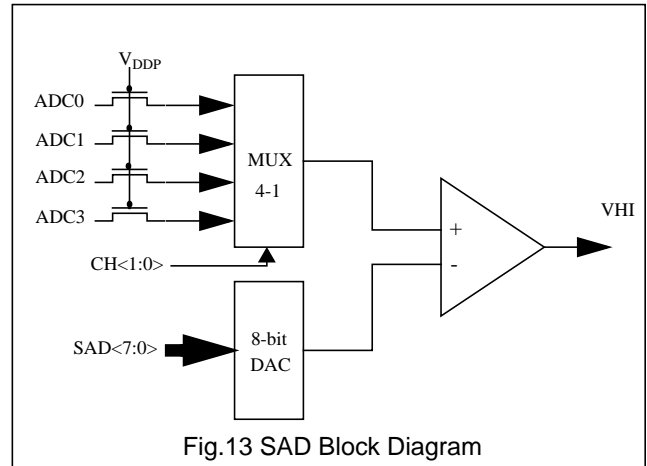 VDDP
ADC0
ADC1
ADC2
ADC3
MUX
4-1
CH<1:0>
+
-
VHI
SAD<7:0>
8-bit
DAC
Fig.13 SAD Block Diagram